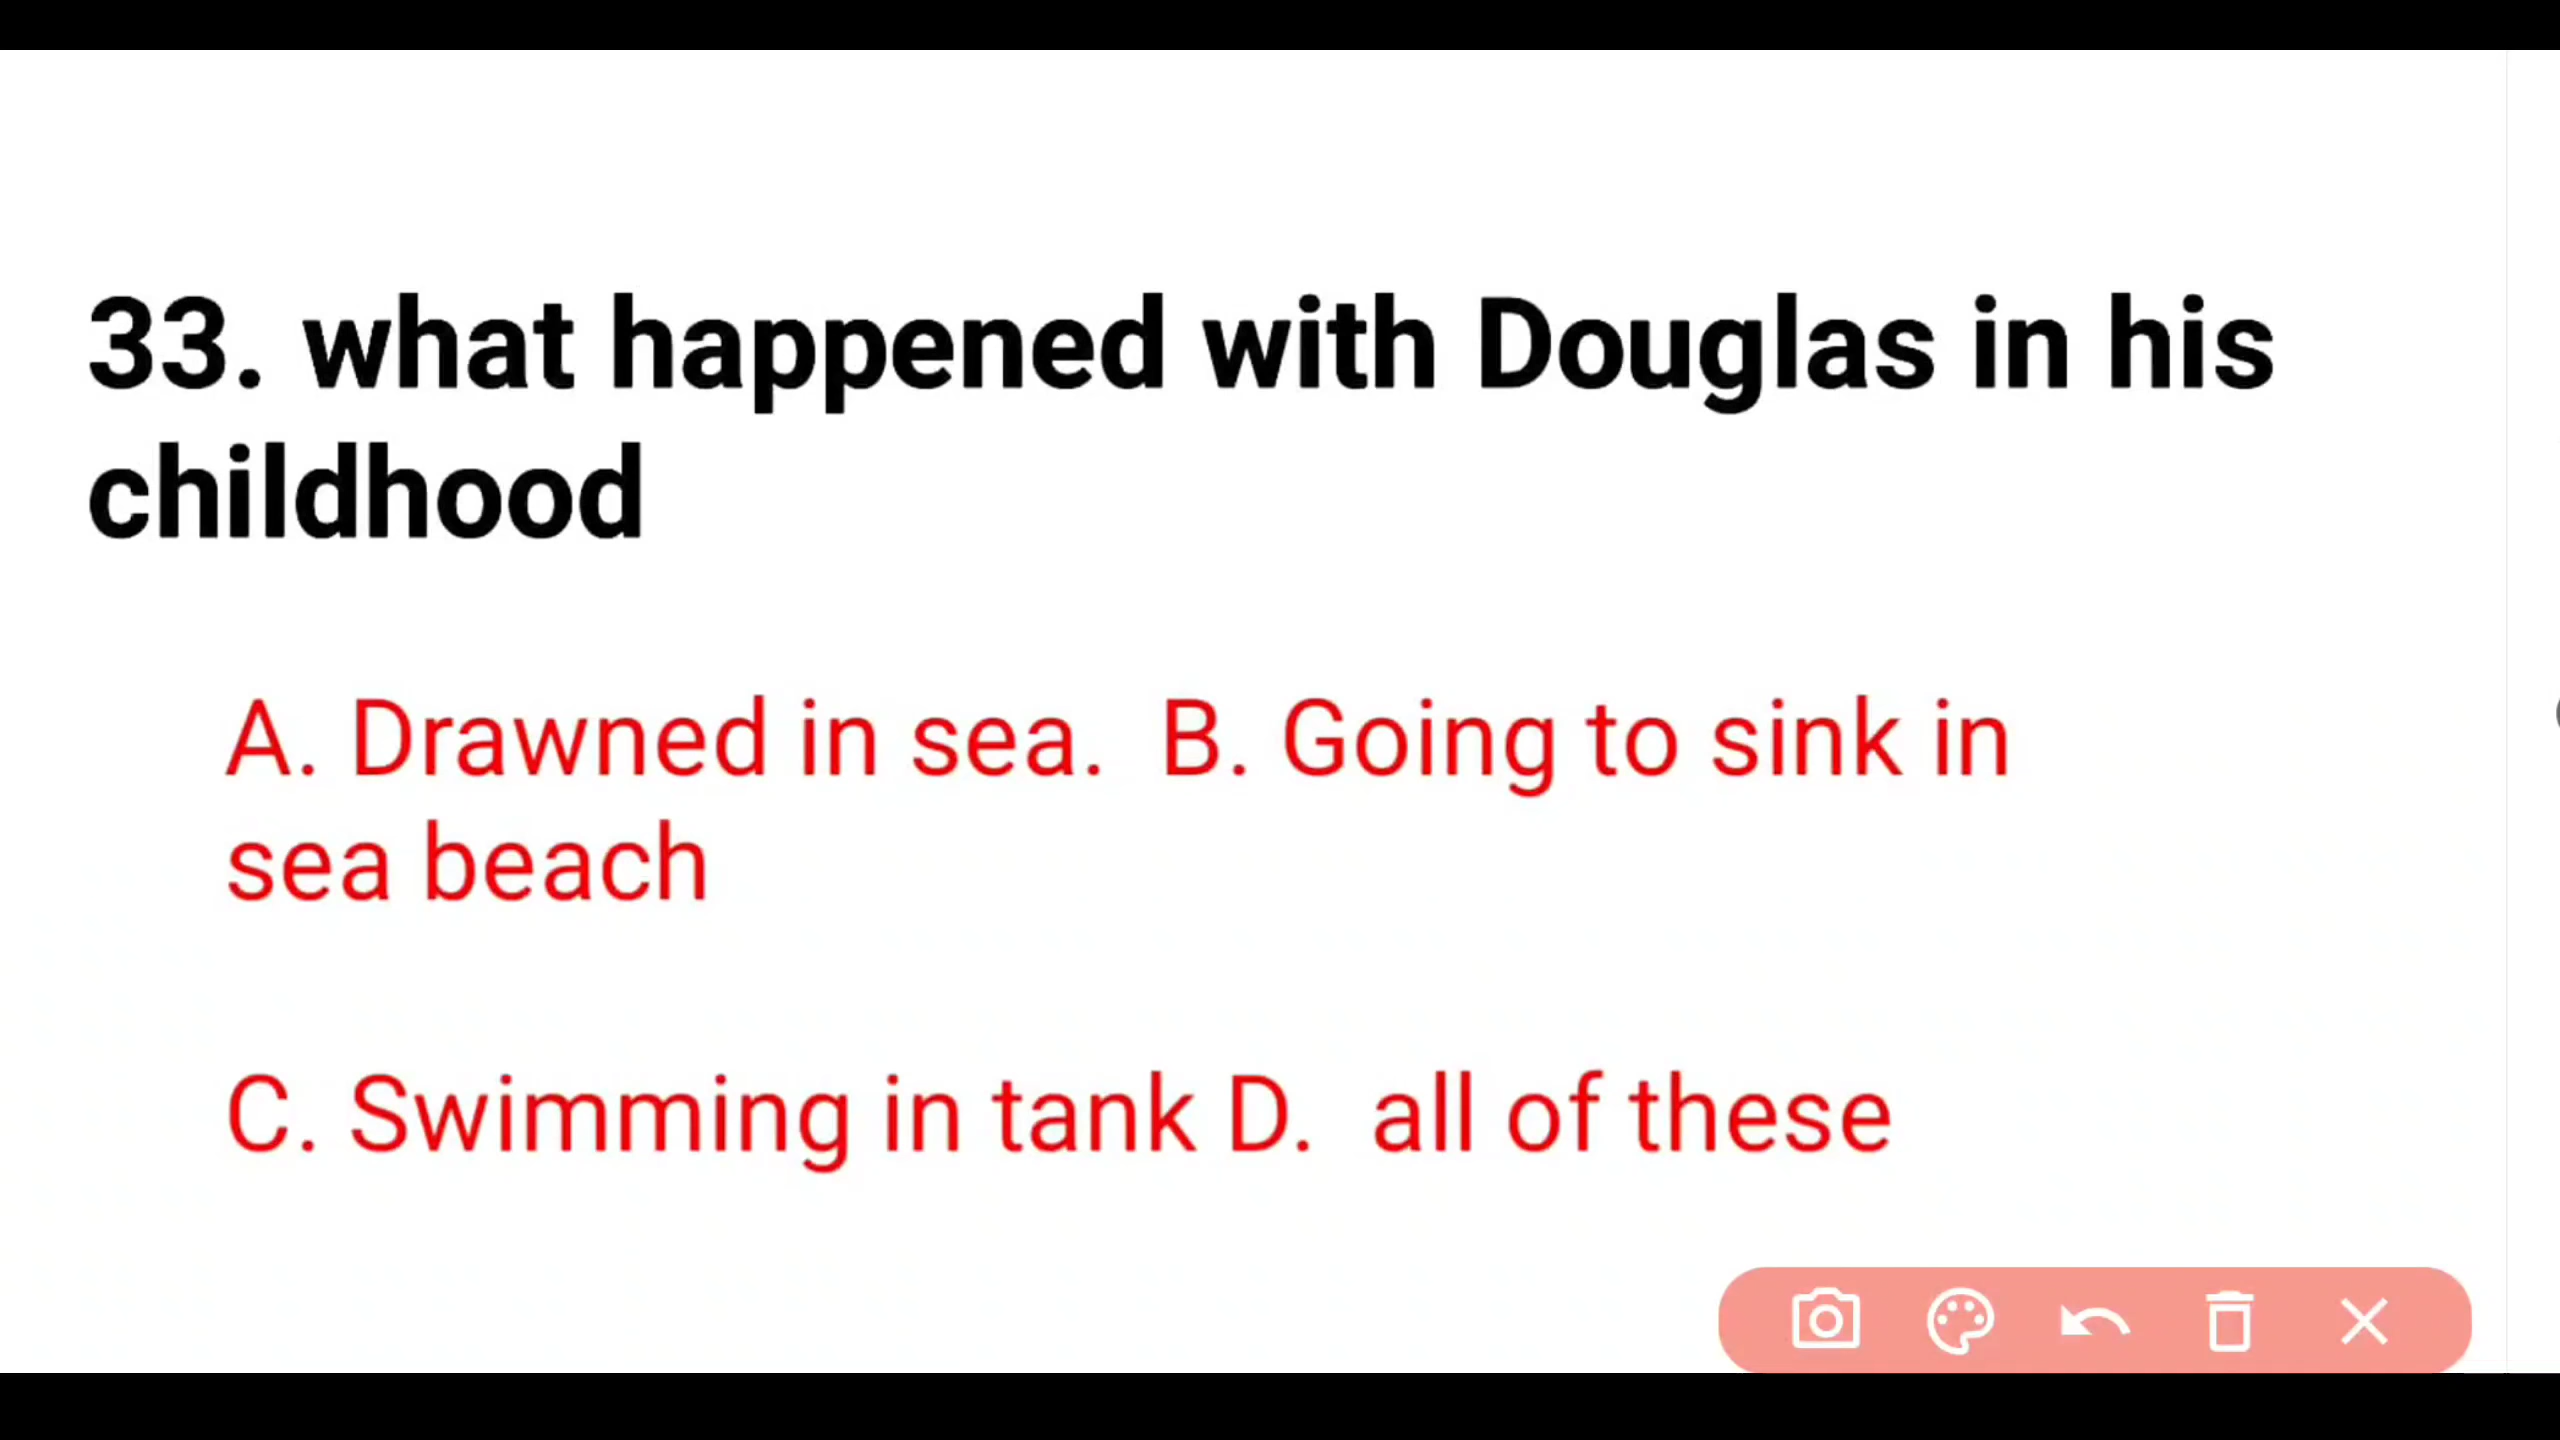 33. what happened with Douglas in his
childhood
A. Drawned in sea.  B. Going to sink in
sea beach
C. Swimming in tank D.  all of these